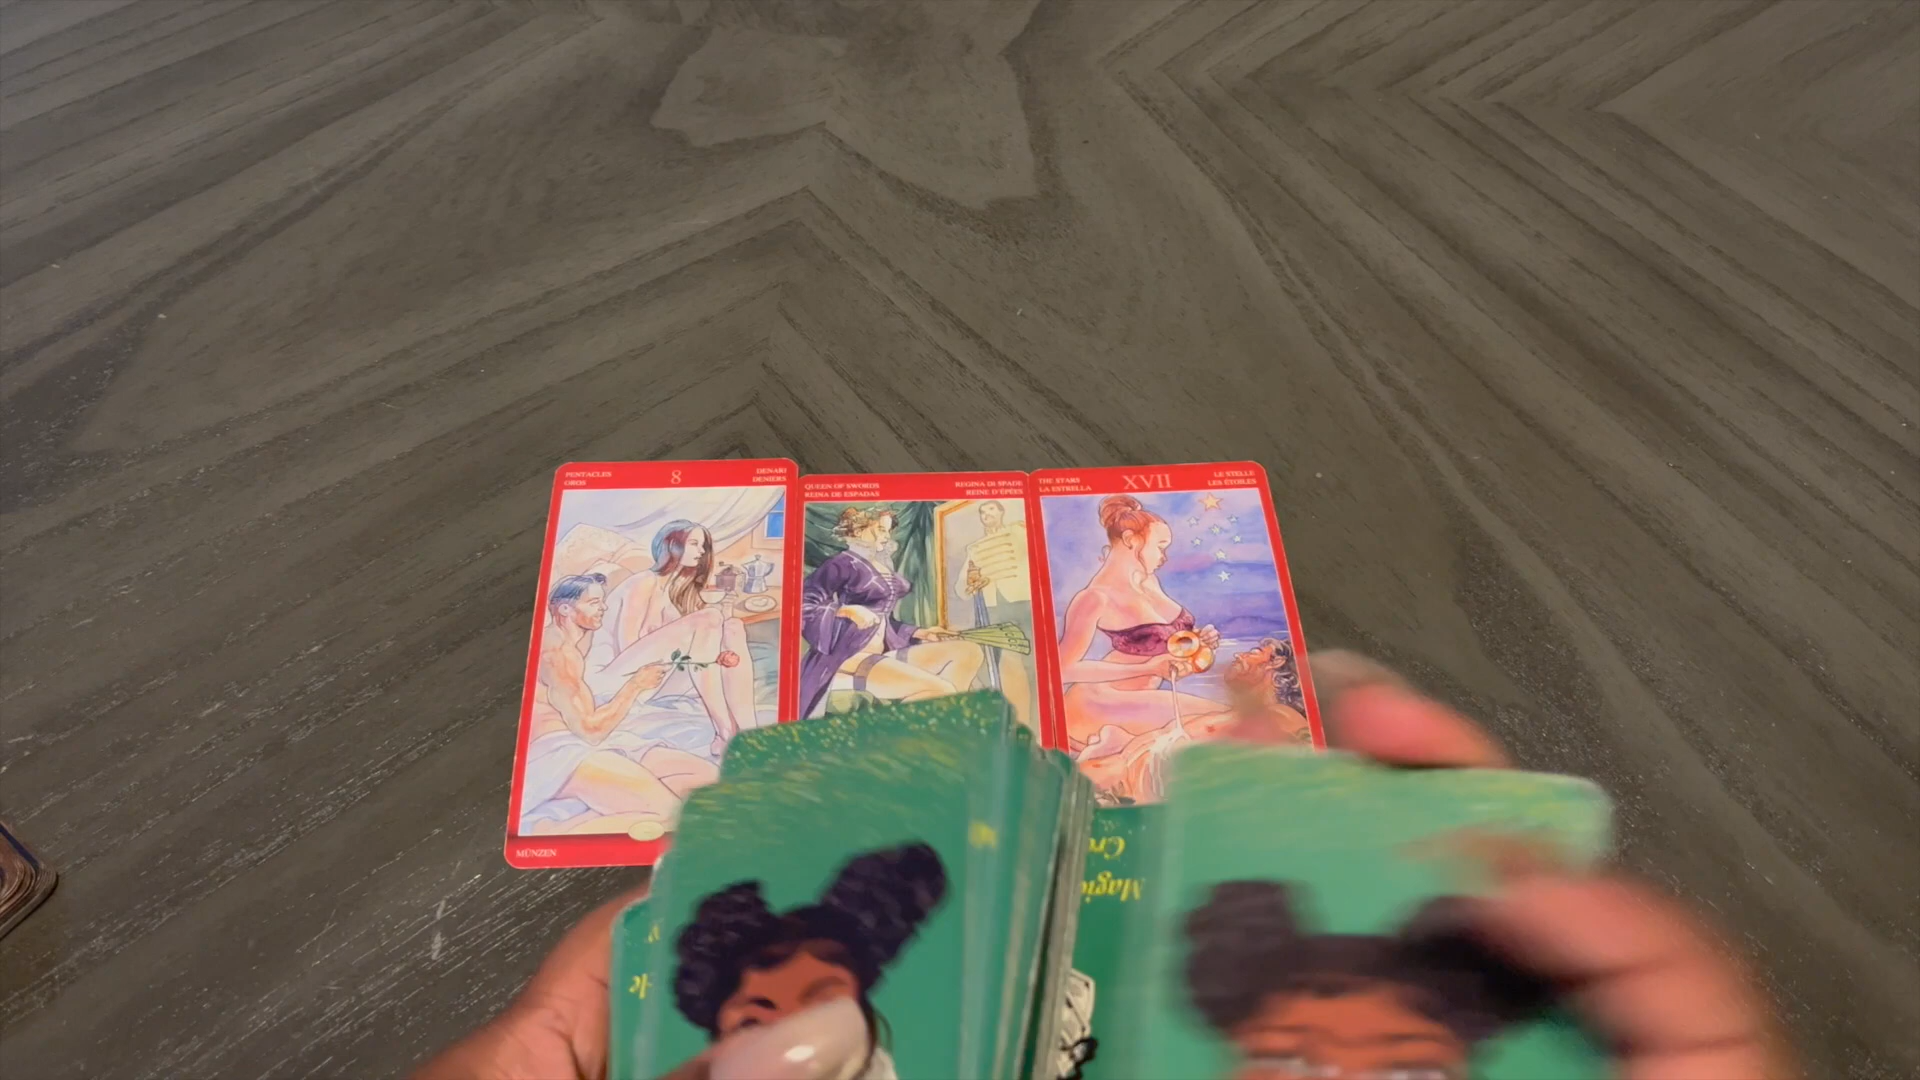 PENTACLES
OROS
8
DENARI
DENIERS
MÜNZEN
QUEEN OF SWORDS
REINA DE ESPADAS
REGINA DI SPADE
REINE D'ÉPÉES
THE STARS
LA ESTRELLA
XVII
LE STELLE
LES ÉTOILES